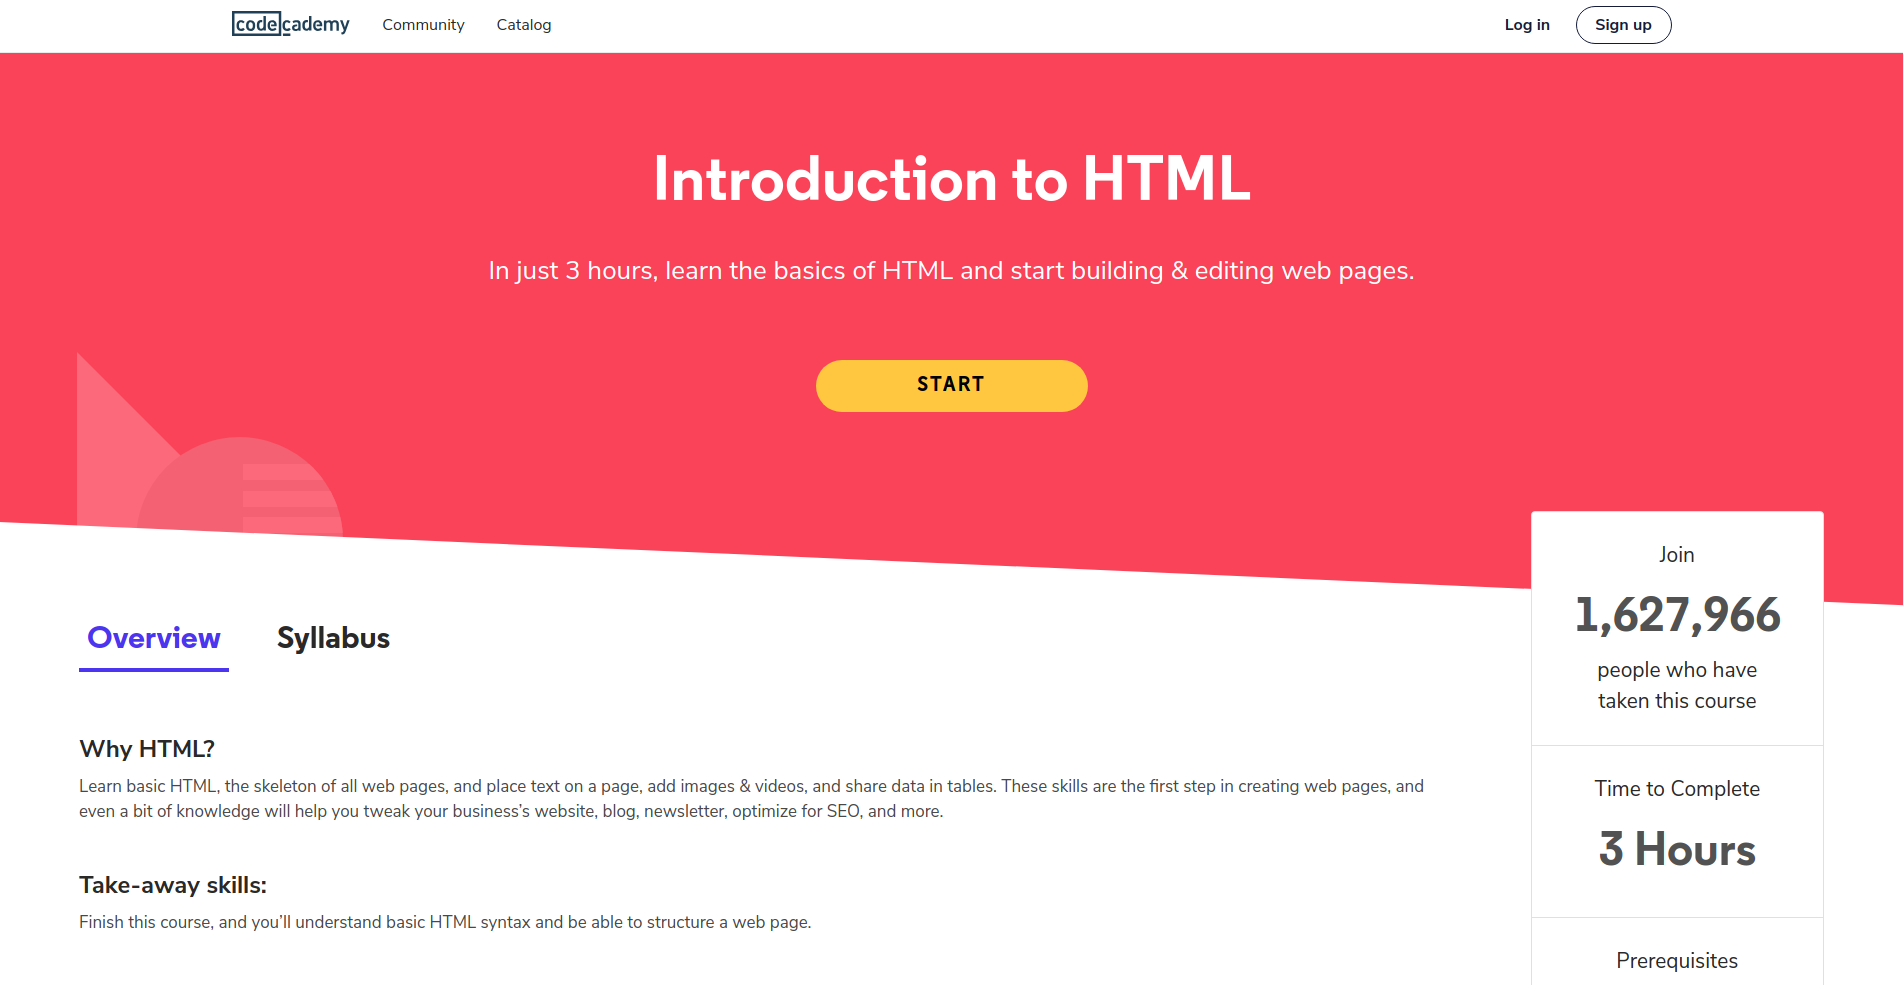 codecademy
Community
Catalog
Log in
Sign up
Introduction to HTML
In just 3 hours, learn the basics of HTML and start building & editing web pages.
START
Overview
Syllabus
Why HTML?
Learn basic HTML, the skeleton of all web pages, and place text on a page, add images & videos, and share data in tables. These skills are the first step in creating web pages, and
even a bit of knowledge will help you tweak your business’s website, blog, newsletter, optimize for SEO, and more.
Take-away skills:
Finish this course, and you’ll understand basic HTML syntax and be able to structure a web page.
Join
1,627,966
people who have
taken this course
Time to Complete
3 Hours
Prerequisites